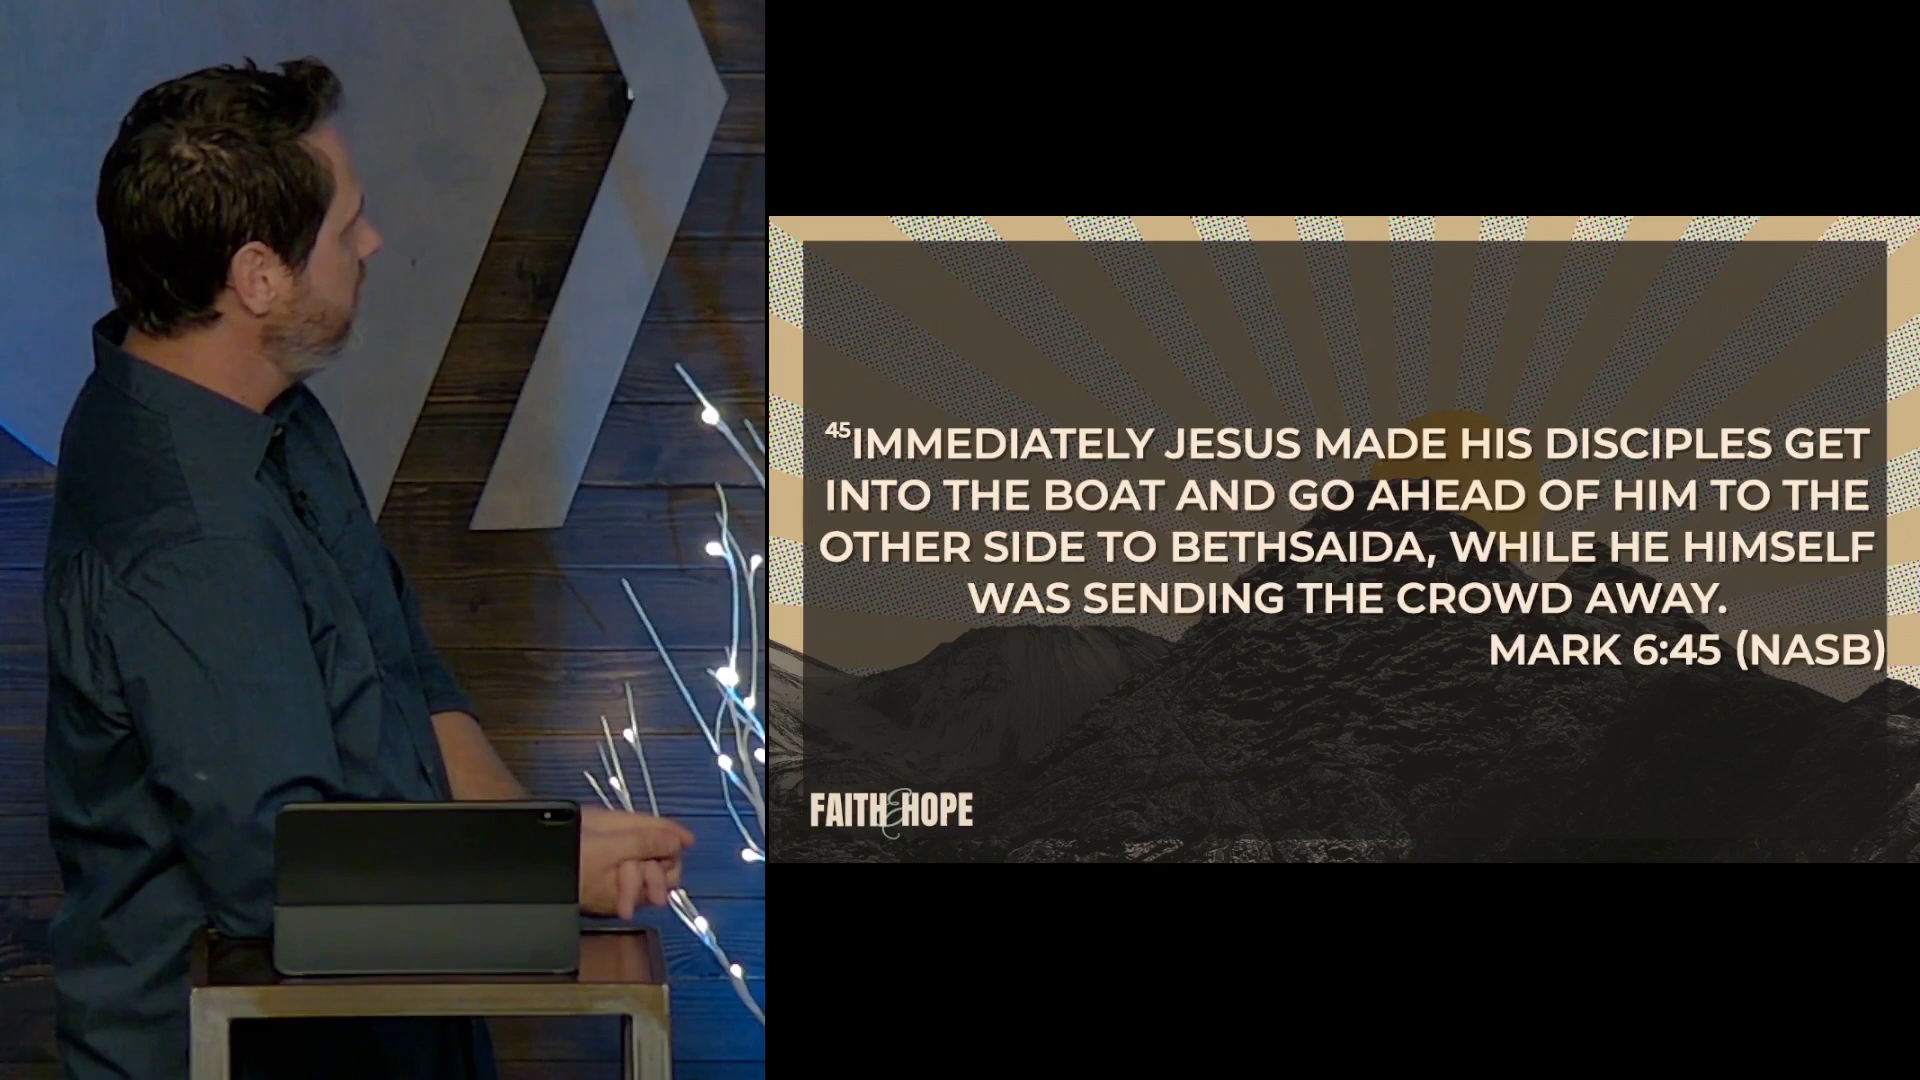 45IMMEDIATELY JESUS MADE HIS DISCIPLES GET
INTO THE BOAT AND GO AHEAD OF HIM TO THE
OTHER SIDE TO BETHSAIDA, WHILE HE HIMSELF
WAS SENDING THE CROWD AWAY.
MARK 6:45 (NASB)
FAITH & HOPE